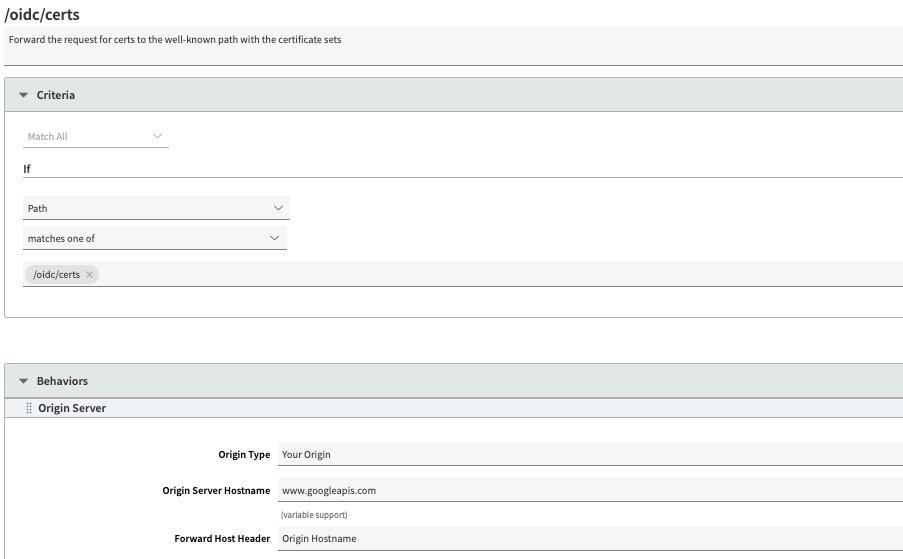 /oidc/certs
Forward the request for certs to the well-known path with the certificate sets
Criteria
Match All
If
Path
matches one of
/oidc/certs
Behaviors
Origin Server
Origin Type Your Origin
Origin Server Hostname www.googleapis.com
(variable support)
Forward Host Header Origin Hostname